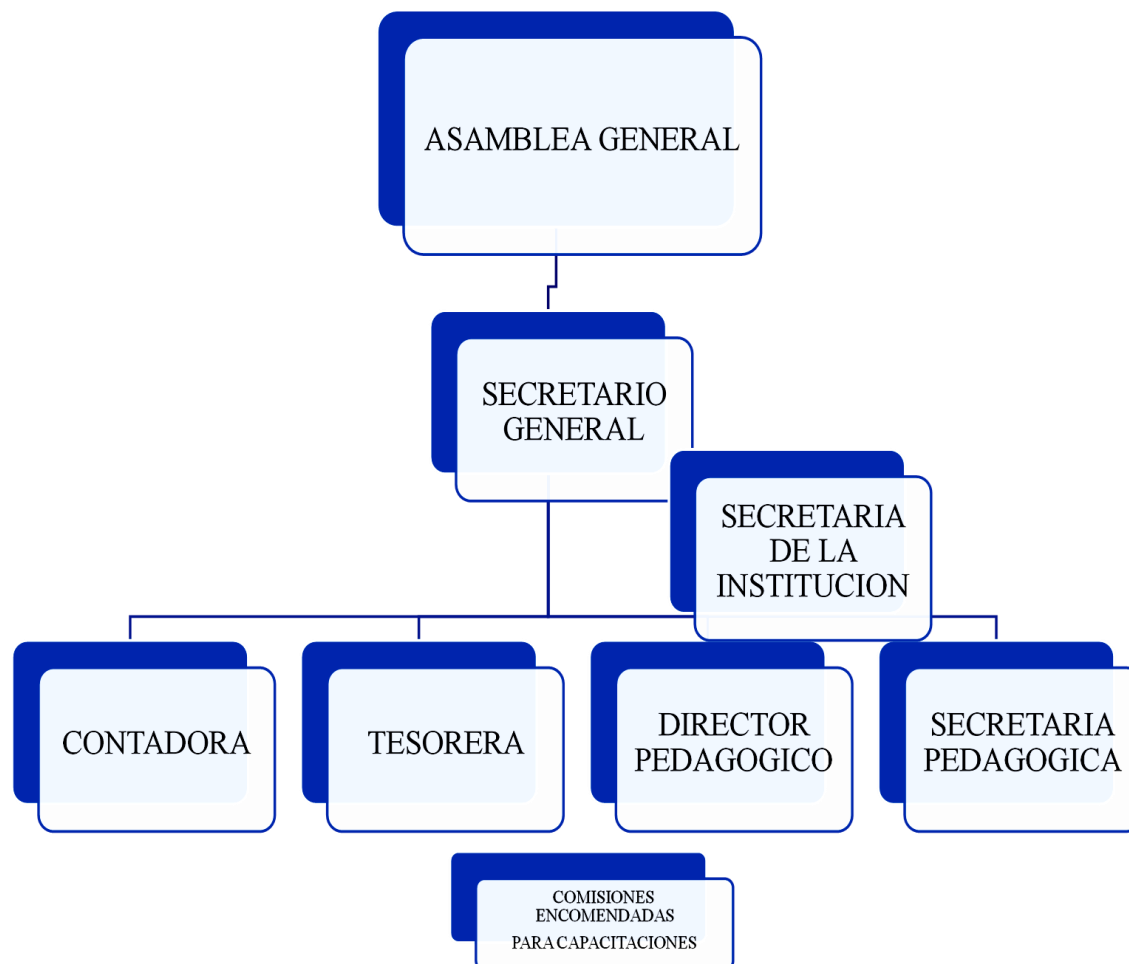 ASAMBLEA GENERAL
SECRETARIO
GENERAL
SECRETARIA
DE LA
INSTITUCION
CONTADORA
TESORERA
DIRECTOR
PEDAGOGICO
SECRETARIA
PEDAGOGICA
COMISIONES
ENCOMENDADAS
PARA CAPACITACIONES